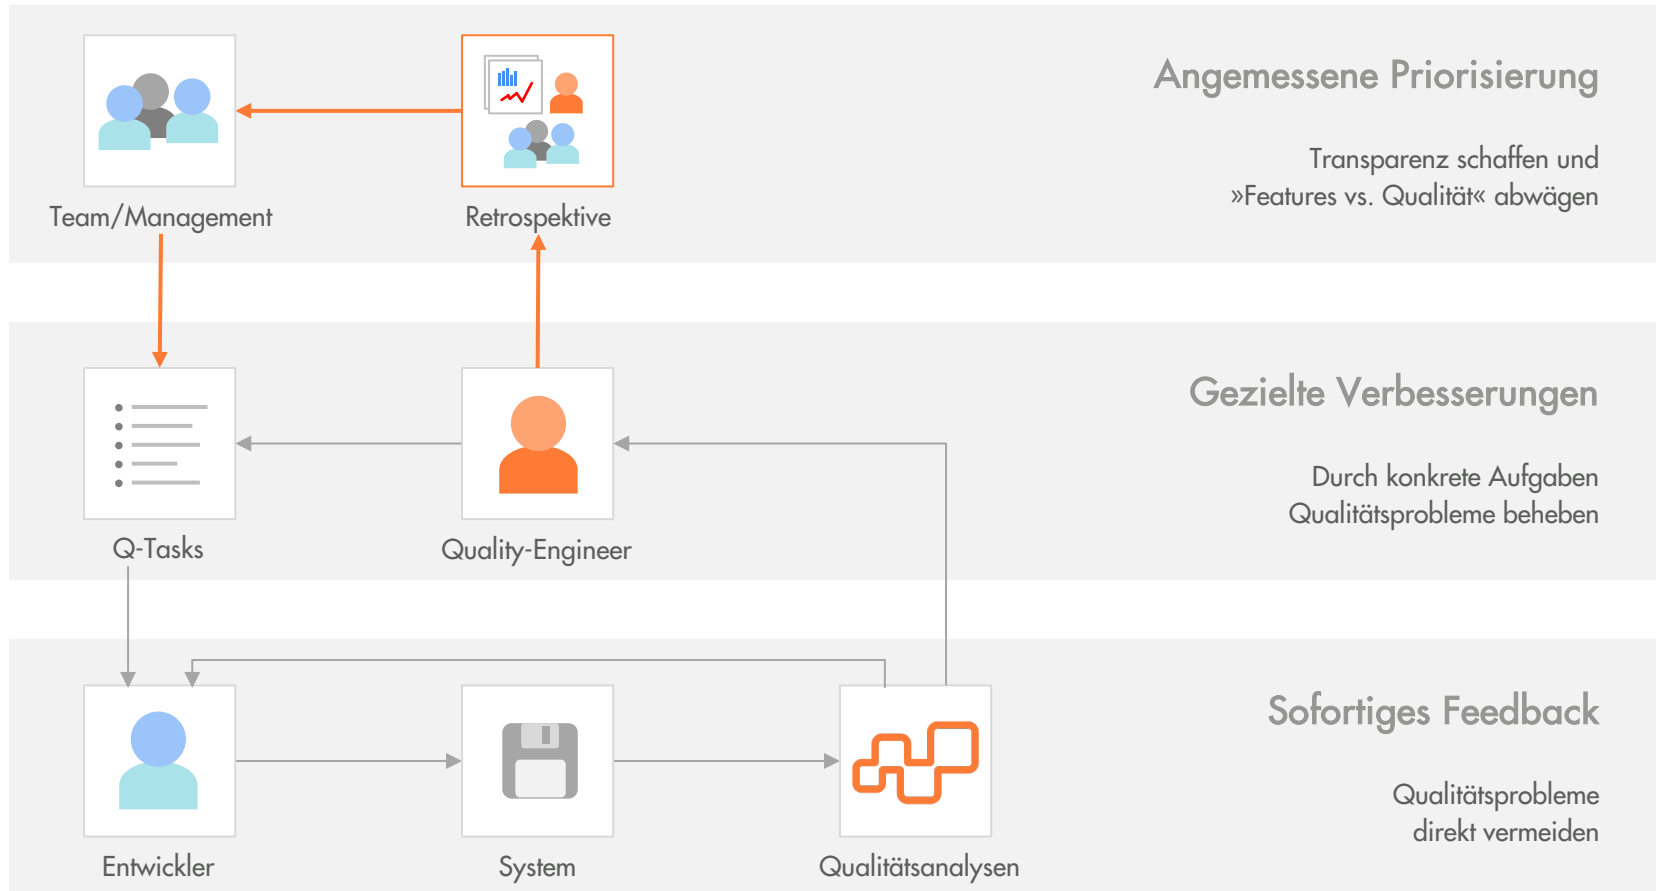 Angemessene Priorisierung
Transparenz schaffen und
»Features vs. Qualität« abwägen
Team/Management
Retrospektive
Gezielte Verbesserungen
Durch konkrete Aufgaben
Qualitätsprobleme beheben
Q-Tasks
Quality-Engineer
Sofortiges Feedback
Qualitätsprobleme
direkt vermeiden
Entwickler
System
Qualitätsanalysen